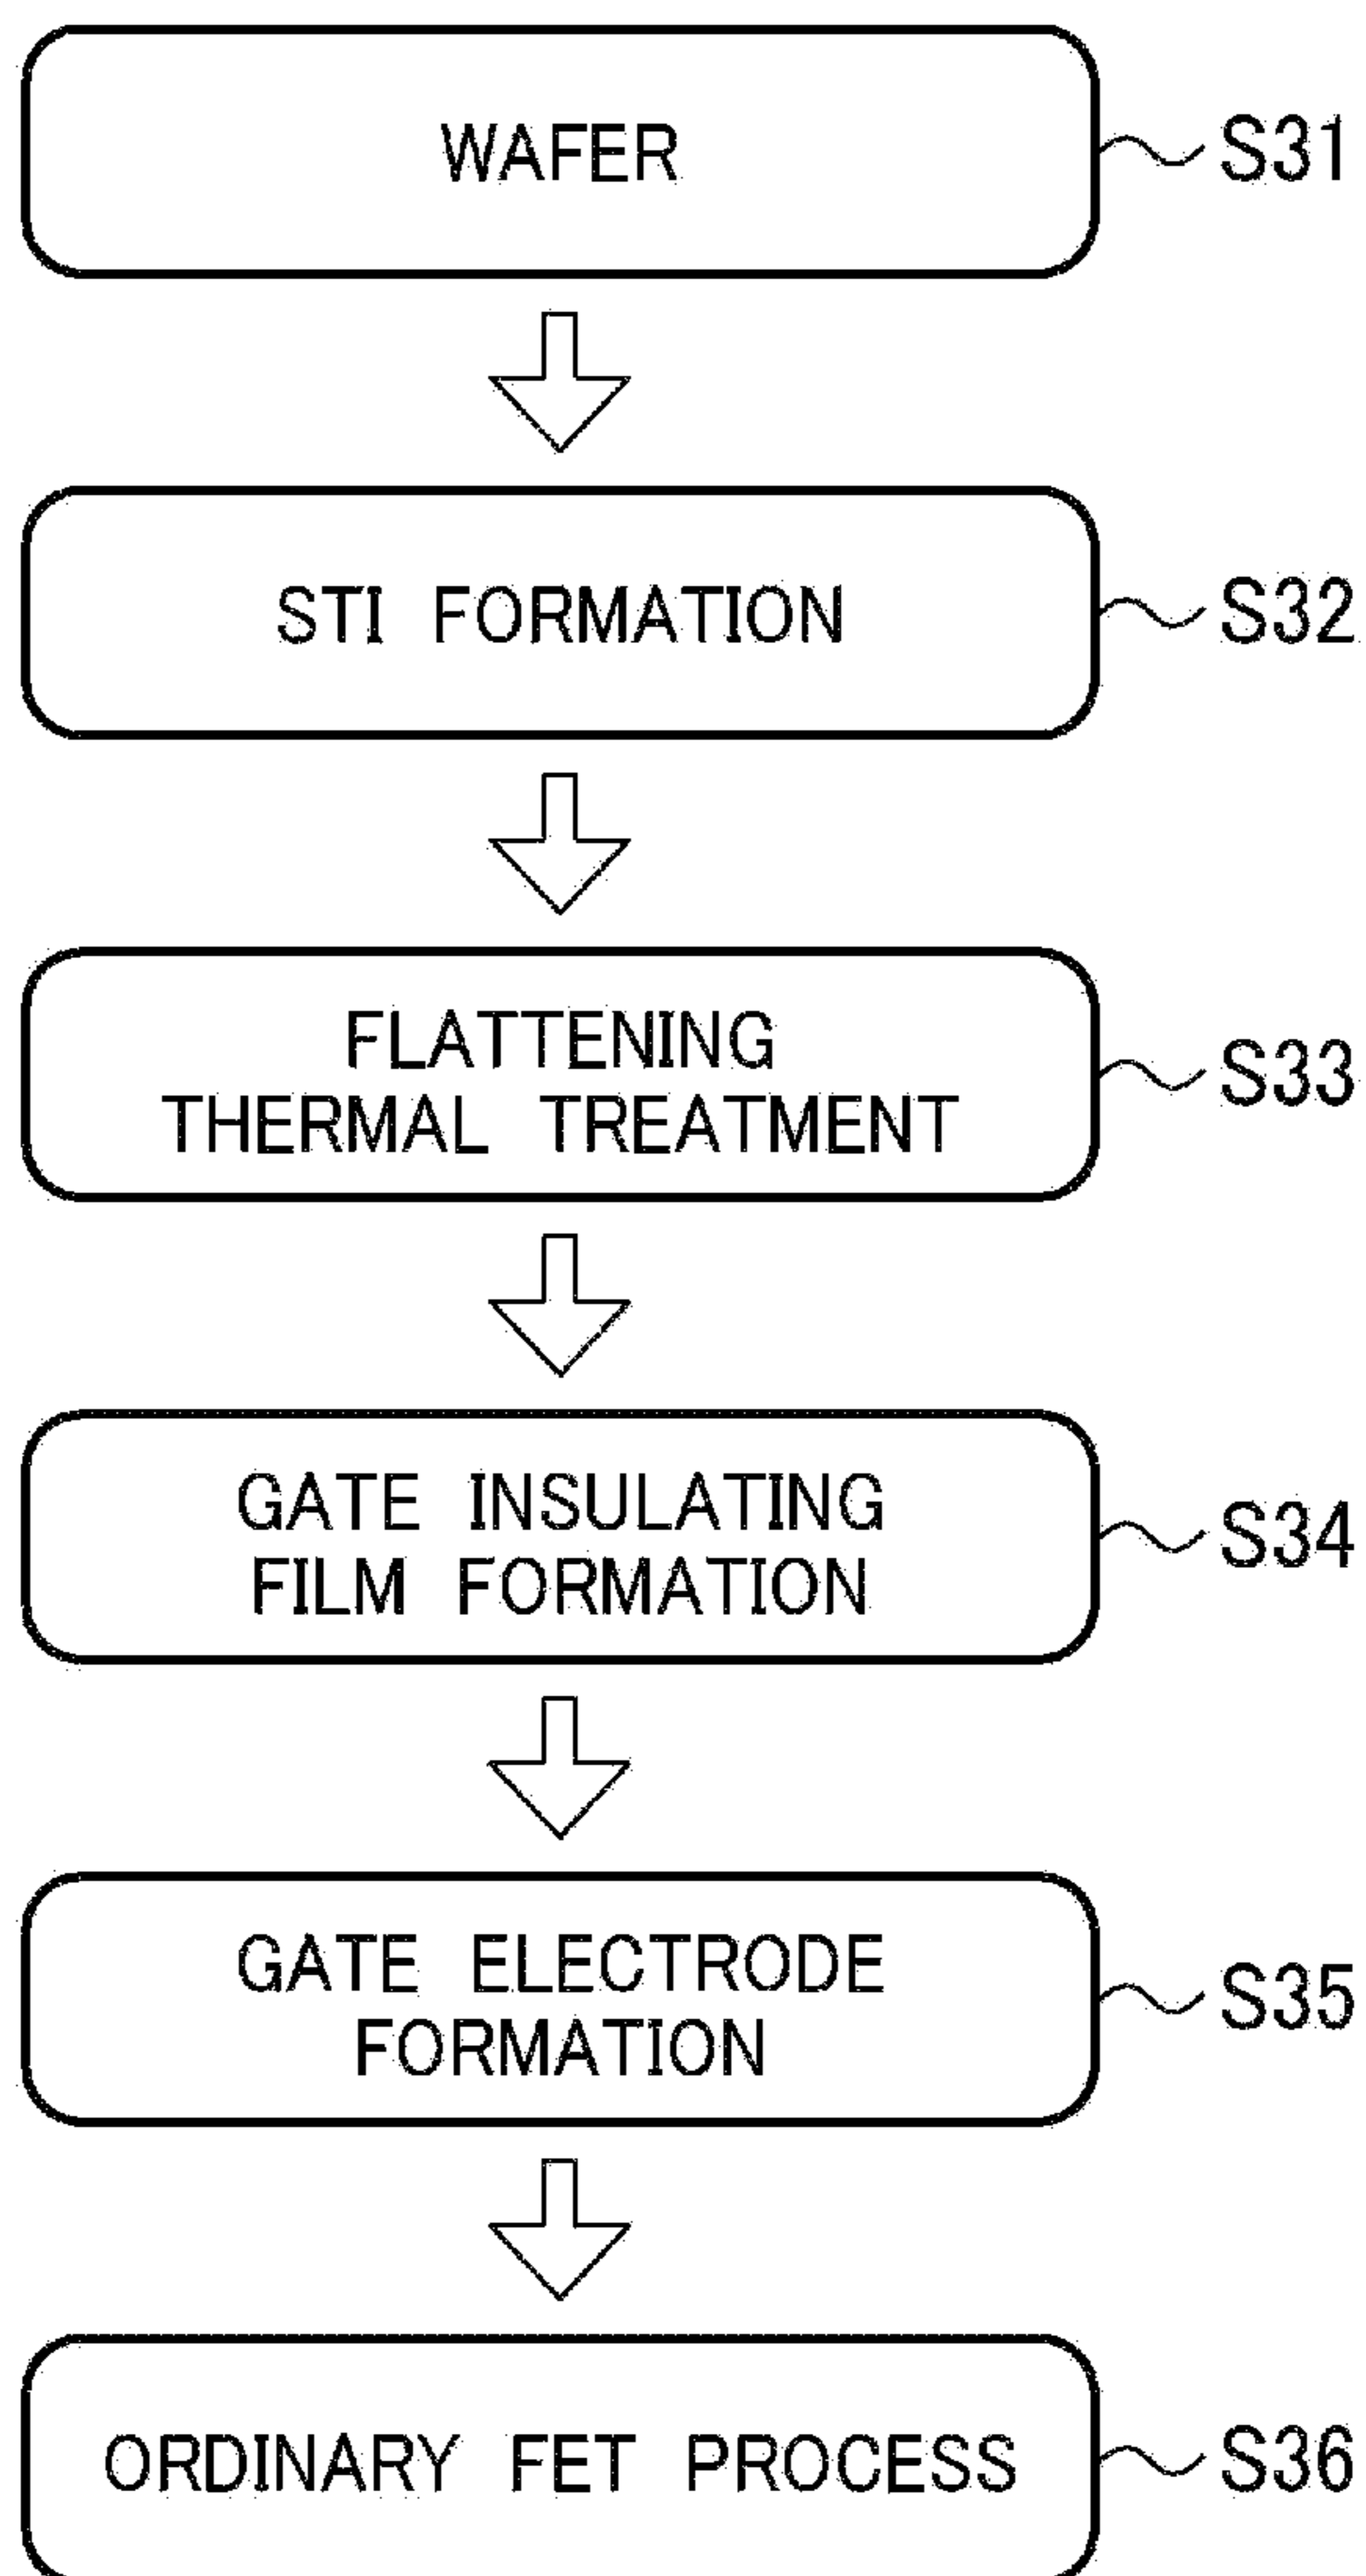 WAFER
S31
STI FORMATION
S32
FLATTENING
THERMAL TREATMENT
S33
GATE INSULATING
FILM FORMATION
S34
GATE ELECTRODE
FORMATION
S35
ORDINARY FET PROCESS
S36